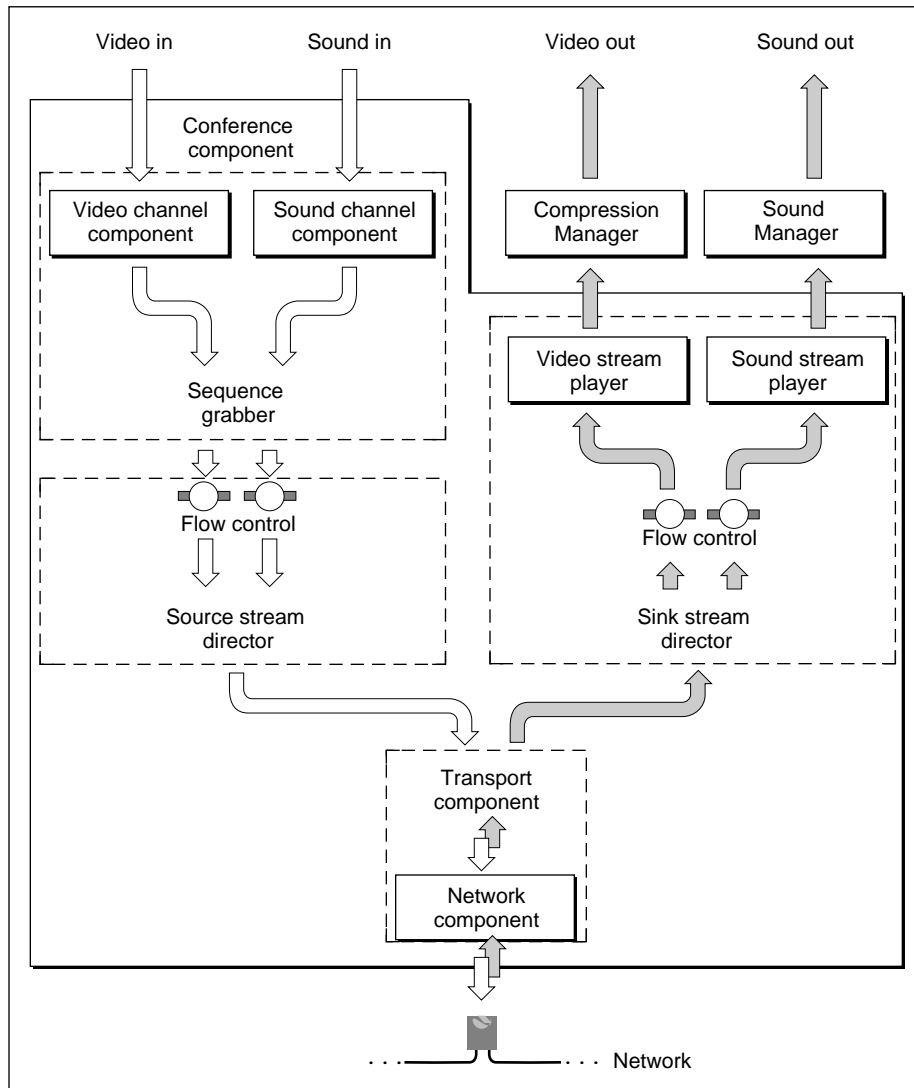 Video in
Sound in
Video out
Sound out
Conference
component
Video channel
component
Sound channel
component
Compression
Manager
Sound
Manager
Sequence
grabber
Video stream
player
Sound stream
player
Flow control
Flow control
Source stream
director
Sink stream
director
Transport
component
Network
component
. . .
. . .
Network